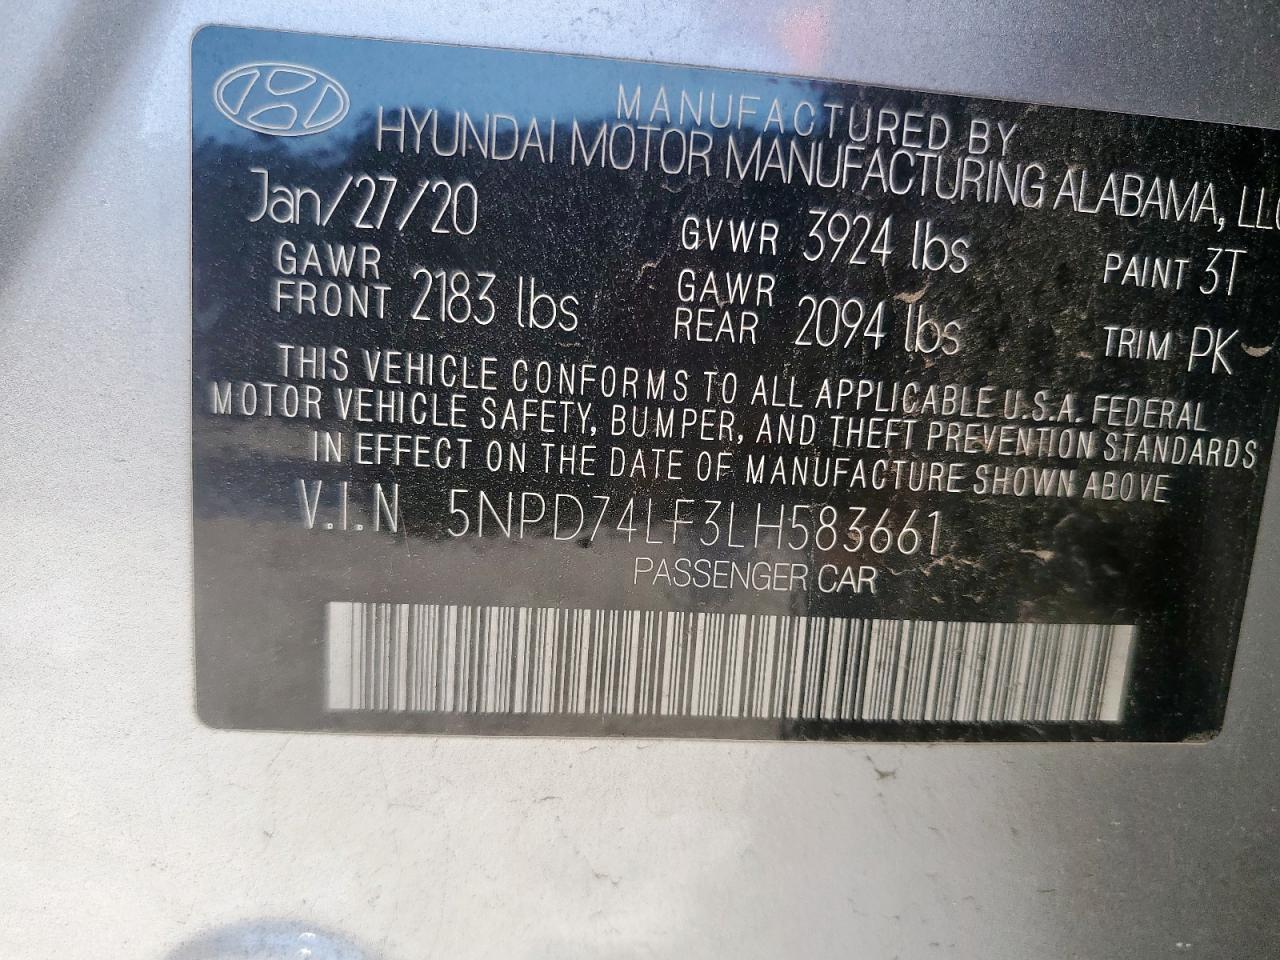 MANUFACTURED BY
HYUNDAI MOTOR MANUFACTURING ALABAMA, LLC
Jan/27/20
GVWR 3924 lbs
PAINT 3T
GAWR FRONT 2183 lbs
GAWR REAR 2094 lbs
TRIM PK
THIS VEHICLE CONFORMS TO ALL APPLICABLE U.S.A. FEDERAL
MOTOR VEHICLE SAFETY, BUMPER, AND THEFT PREVENTION STANDARDS
IN EFFECT ON THE DATE OF MANUFACTURE SHOWN ABOVE
V.I.N 5NPD74LF3LH583661
PASSENGER CAR